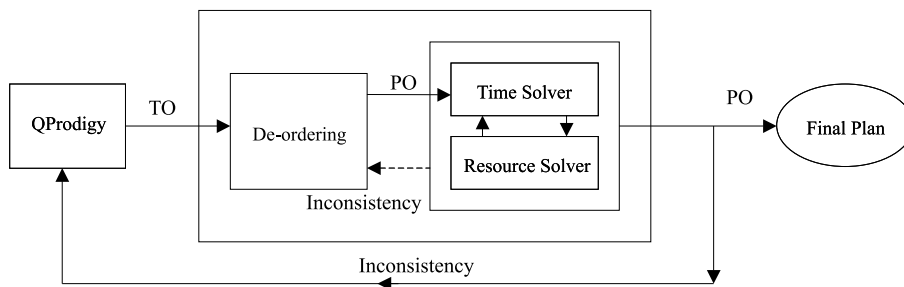 QProdigy
TO
De-ordering
PO
Time Solver
Resource Solver
Inconsistency
PO
Final Plan
Inconsistency